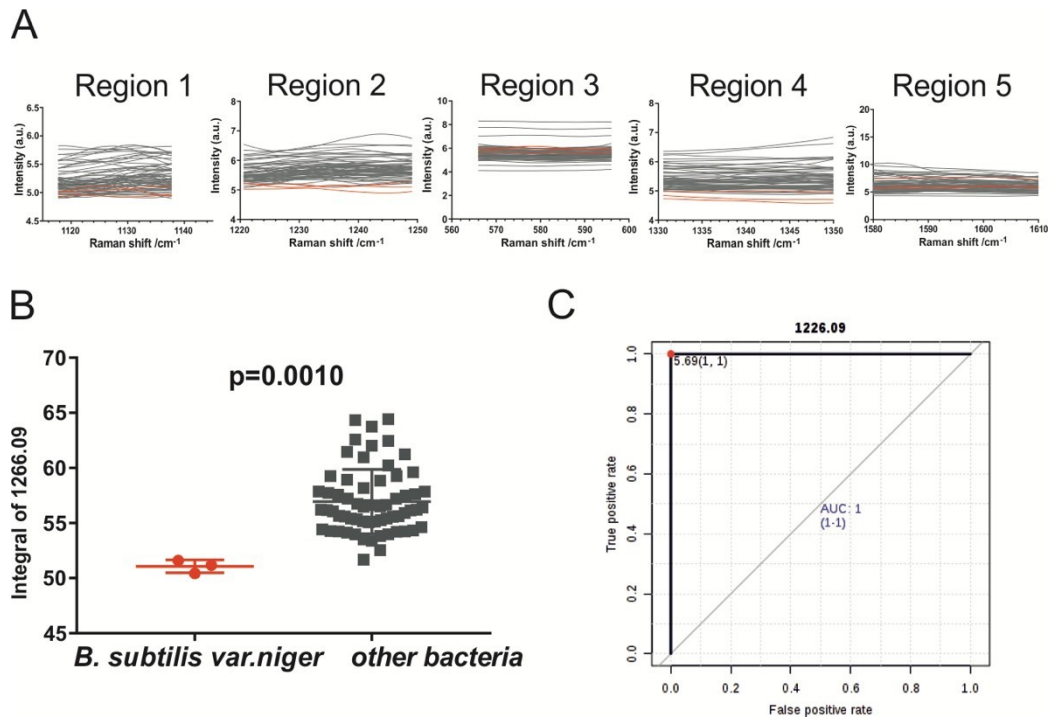 A
Region 1
Region 2
Region 3
Region 4
Region 5
Intensity (a.u.)
6.5
6.0
5.5
5.0
4.5
1120
1130
1140
Raman shift /cm-1
Intensity (a.u.)
8
7
6
5
4
1220
1230
1240
1250
Raman shift /cm-1
Intensity (a.u.)
10
8
6
4
2
0
560
570
580
590
600
Raman shift /cm-1
Intensity (a.u.)
8
7
6
5
4
1330
1335
1340
1345
1350
Raman shift /cm-1
Intensity (a.u.)
20
15
10
5
0
1580
1590
1600
1610
Raman shift /cm-1
B
p=0.0010
Integral of 1266.09
70
65
60
55
50
45
B. subtilis var.niger
other bacteria
C
1226.09
5.69(1, 1)
AUC: 1
(1-1)
True positive rate
1.0
0.8
0.6
0.4
0.2
0.0
0.0
0.2
0.4
0.6
0.8
1.0
False positive rate